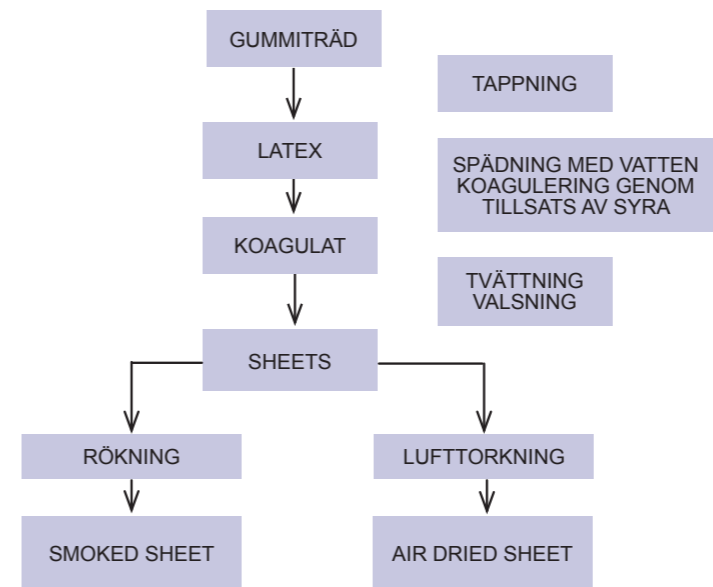 GUMMITRÄD
TAPPNING
LATEX
SPÄDNING MED VATTEN
KOAGULERING GENOM
TILLSATS AV SYRA
KOAGULAT
TVÄTTNING
VALSNING
SHEETS
RÖKNING
LUFTTORKNING
SMOKED SHEET
AIR DRIED SHEET